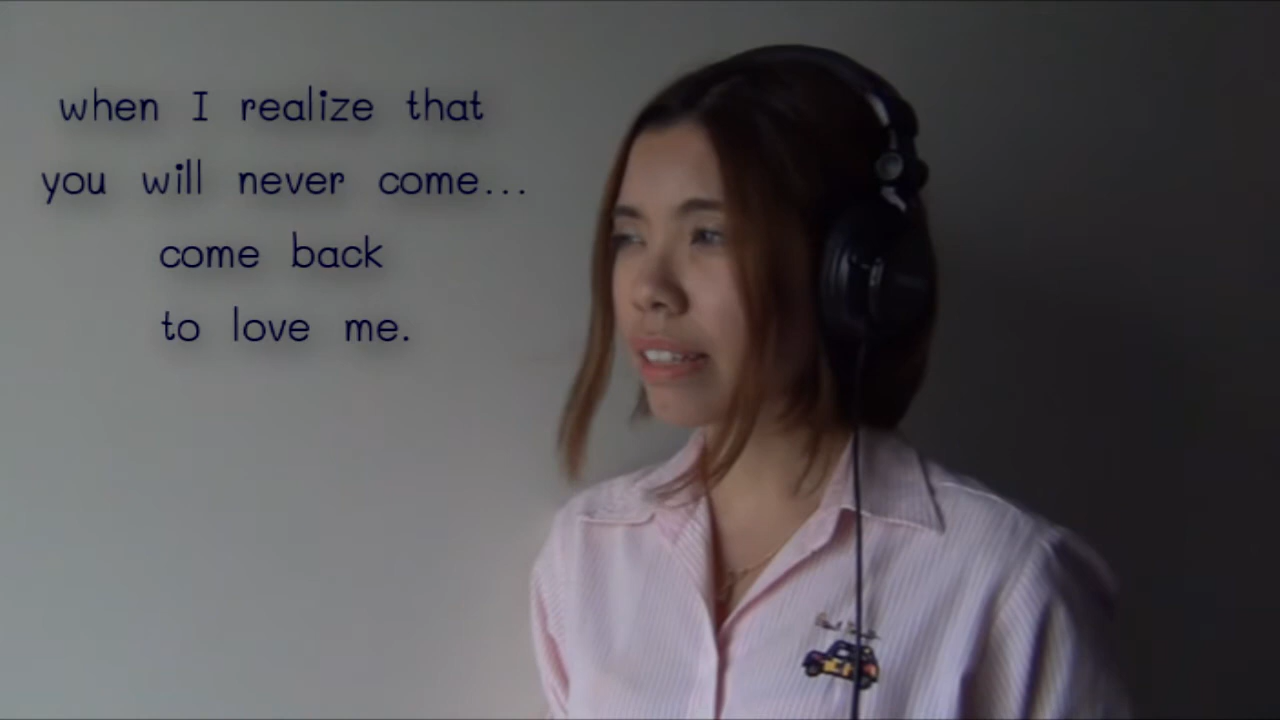 when I realize that
you will never come...
come back
to love me.